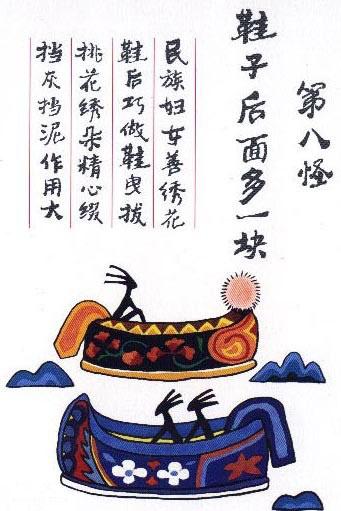 第八怪
鞋子后面多一块
民族妇女善绣花
鞋后巧做鞋曳拔
挑花绣朵精心缀
挡灰挡泥作用大